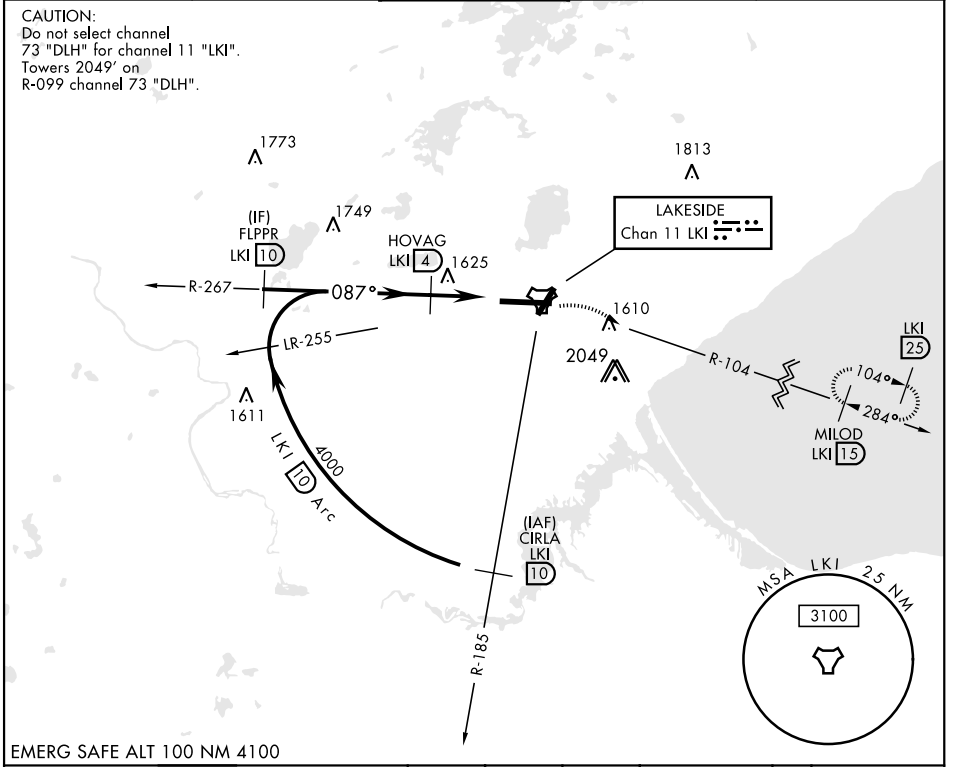 CAUTION:
Do not select channel
73 "DLH" for channel 11 "LKI".
Towers 2049' on
R-099 channel 73 "DLH".
1773
1813
1749
(IF)
FLPPR
LKI 10
HOVAG
LKI 4
1625
LAKESIDE
Chan 11 LKI
R-267
087°
1610
LR-255
2049
R-104
LKI
25
104°
284°
MILOD
LKI 15
1611
4000
LKI 10 Arc
(IAF)
CIRLA
LKI
10
R-185
MSA LKI 25 NM
3100
EMERG SAFE ALT 100 NM 4100